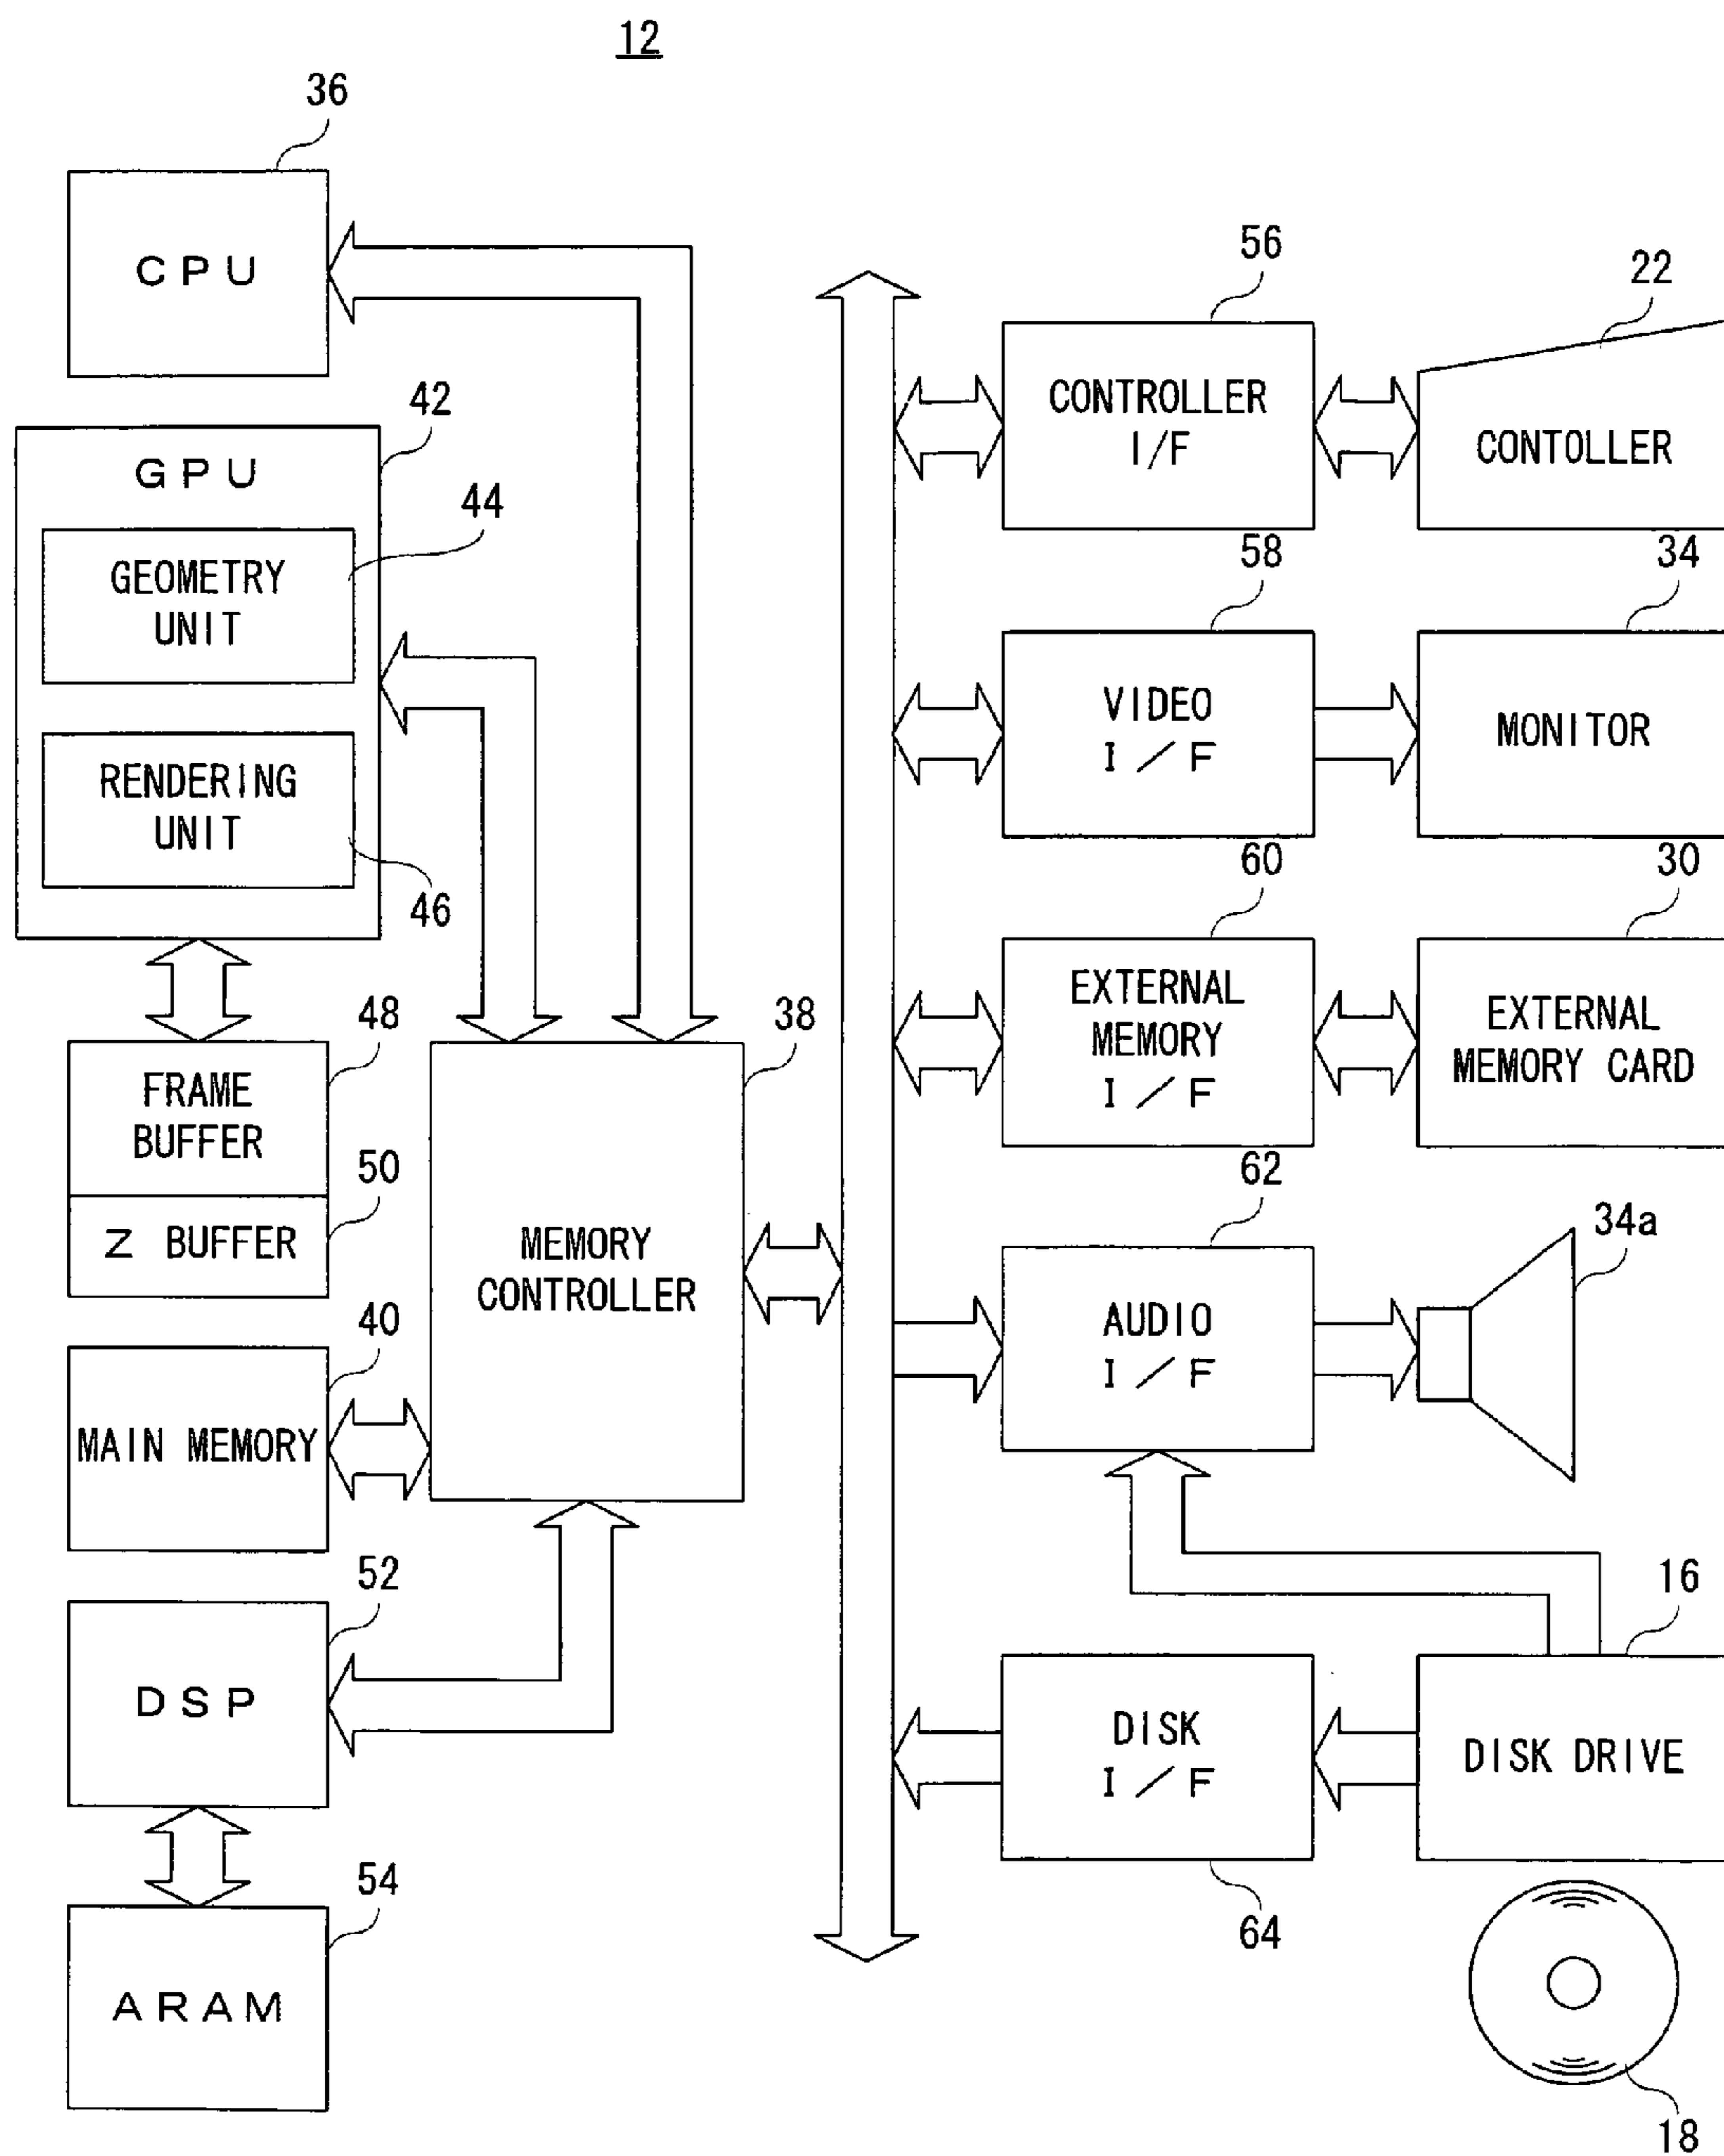 12
36
CPU
42
GPU
44
GEOMETRY
UNIT
RENDERING
UNIT
46
48
FRAME
BUFFER
50
Z BUFFER
40
MAIN MEMORY
52
DSP
54
ARAM
38
MEMORY
CONTROLLER
56
CONTROLLER
I/F
22
CONTOLLER
58
VIDEO
I/F
34
MONITOR
60
EXTERNAL
MEMORY
I/F
30
EXTERNAL
MEMORY CARD
62
AUDIO
I/F
34a
16
DISK
I/F
64
DISK DRIVE
18